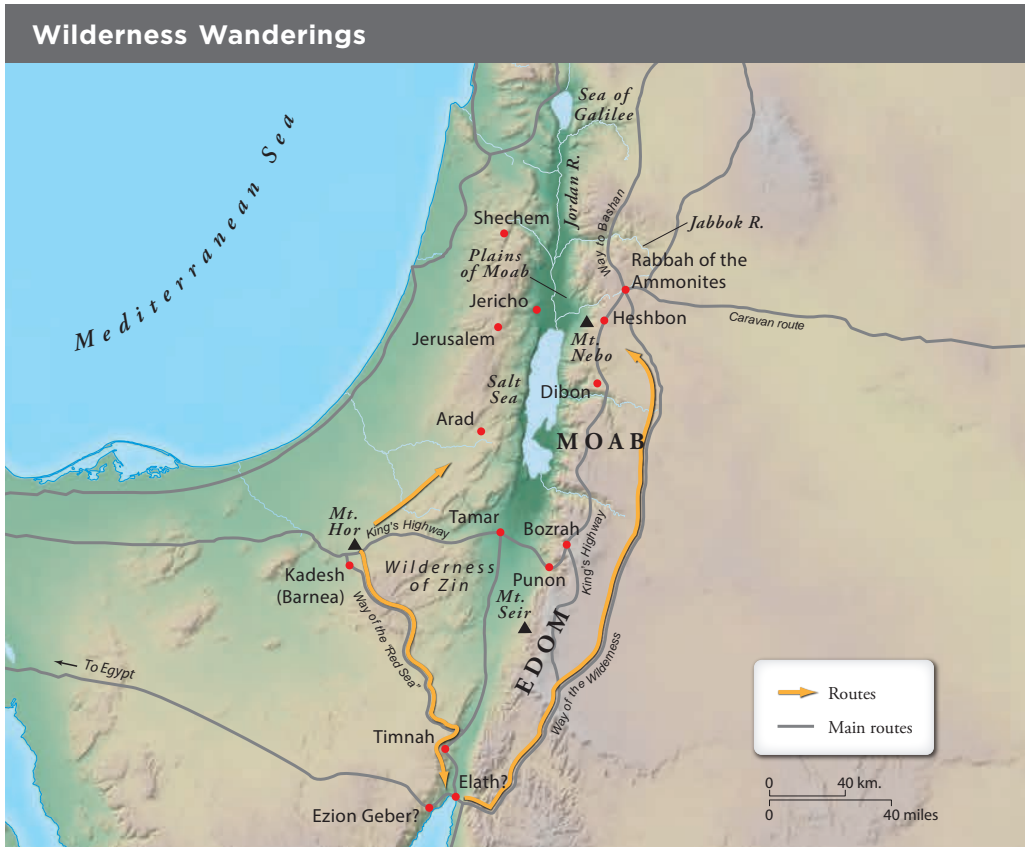 Wilderness Wanderings
Mediterranean Sea
Sea of
Galilee
Jordan R.
Shechem
Way to Bashan
Jabbok R.
Plains
of Moab
Rabbah of the
Ammonites
Jericho
Heshbon
Caravan route
Jerusalem
Mt.
Nebo
Salt
Sea
Dibon
Arad
MOAB
Mt.
Hor
King's Highway
Tamar
Bozrah
King's Highway
Kadesh
(Barnea)
Wilderness
of Zin
Punon
Way of the "Red Sea"
Mt.
Seir
EDOM
Way of the Wilderness
To Egypt
Timnah
Elath?
Ezion Geber?
Routes
Main routes
0 40 km.
0 40 miles